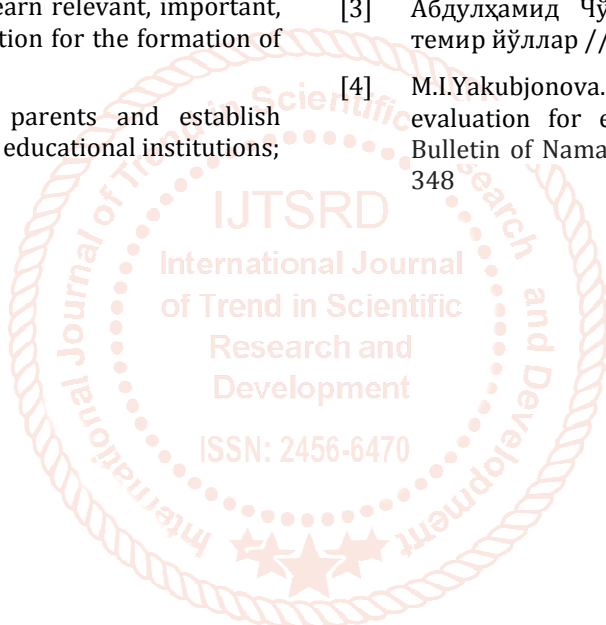 earn relevant, important,
tion for the formation of
parents and establish
educational institutions;
[3] Абдулҳамид
темир йўллар //
[4] M.I.Yakubjonova.
evaluation for
Bulletin of Nama
348
International Journal of Trend in Scientific Research and Development
IJTSRD
International Journal
of Trend in Scientific
Research and
Development
ISSN: 2456-6470